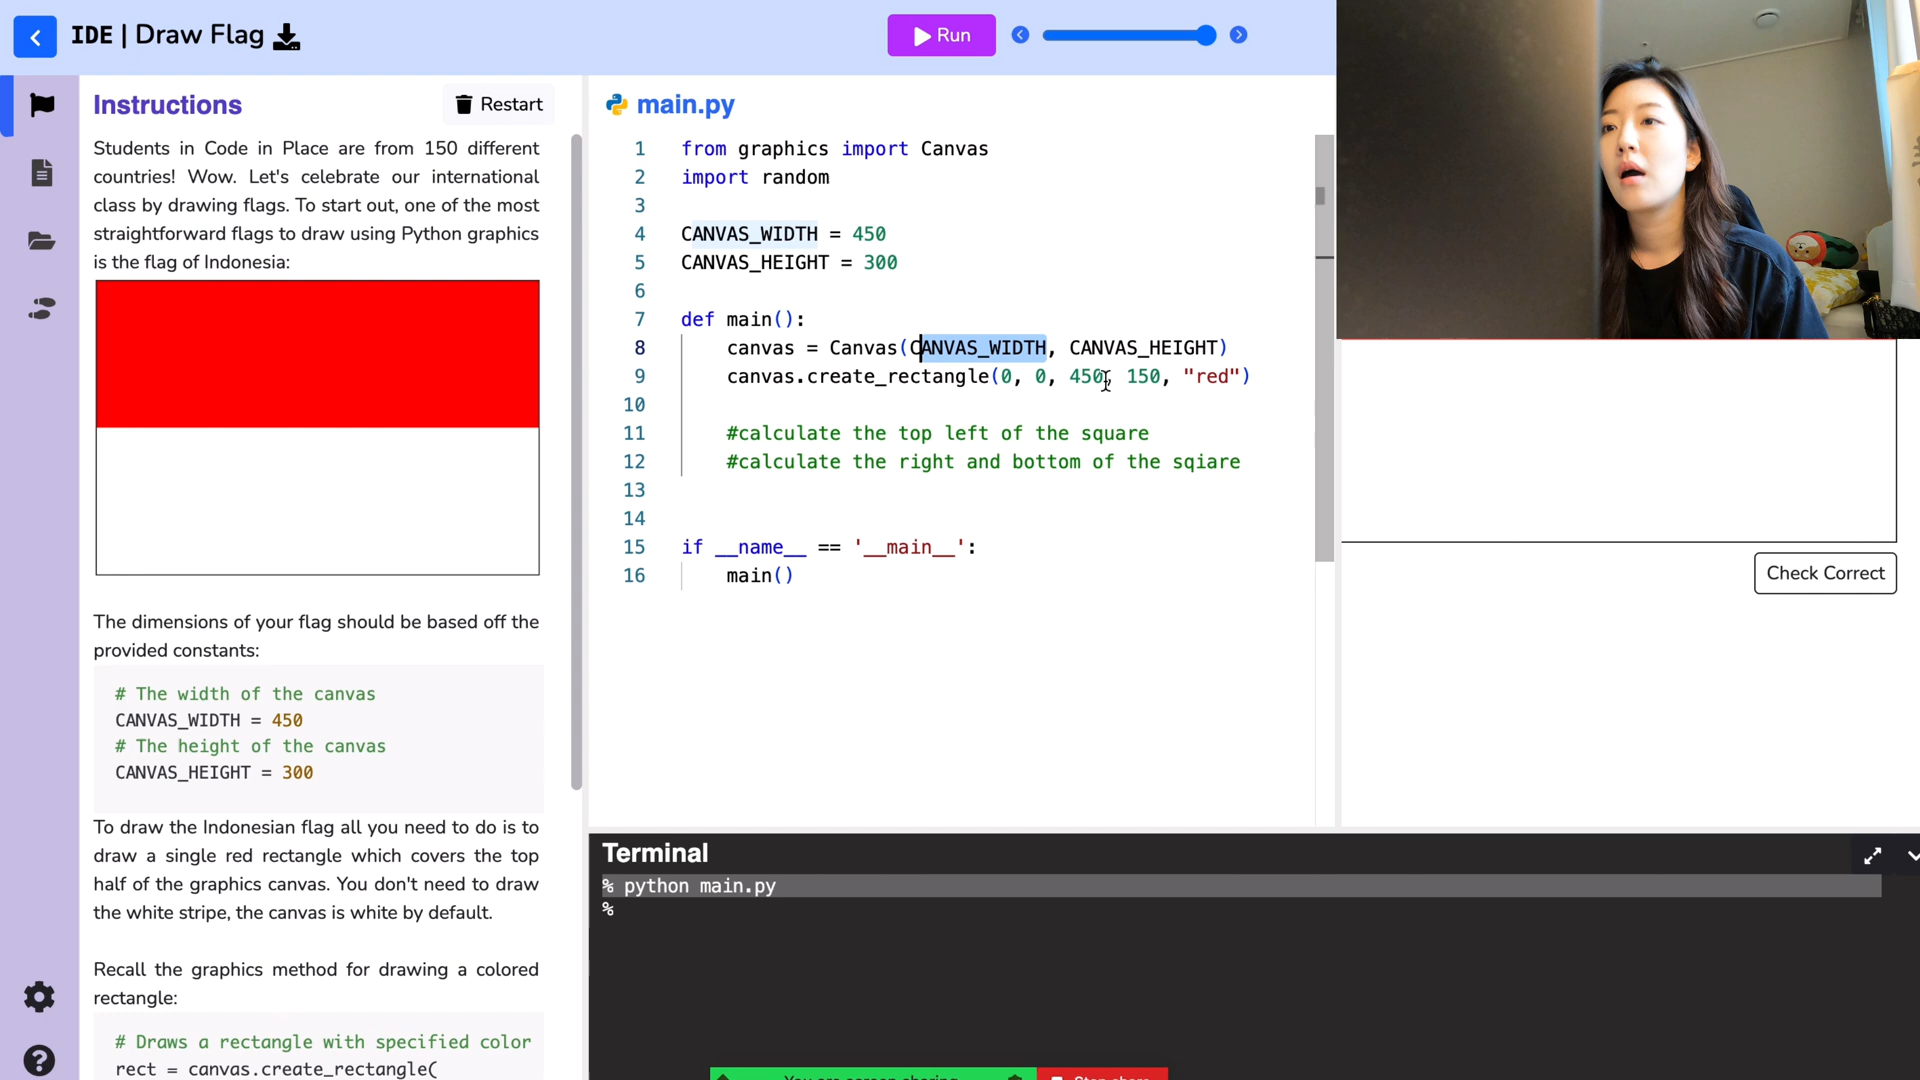 IDE | Draw Flag
Run
Instructions
Restart
Students in Code in Place are from 150 different
countries! Wow. Let's celebrate our international
class by drawing flags. To start out, one of the most
straightforward flags to draw using Python graphics
is the flag of Indonesia:
The dimensions of your flag should be based off the
provided constants:
# The width of the canvas
CANVAS_WIDTH = 450
# The height of the canvas
CANVAS_HEIGHT = 300
To draw the Indonesian flag all you need to do is to
draw a single red rectangle which covers the top
half of the graphics canvas. You don't need to draw
the white stripe, the canvas is white by default.
Recall the graphics method for drawing a colored
rectangle:
# Draws a rectangle with specified color
rect = canvas.create_rectangle(
main.py
1 from graphics import Canvas
2 import random
3
4 CANVAS_WIDTH = 450
5 CANVAS_HEIGHT = 300
6
7 def main():
8 canvas = Canvas(CANVAS_WIDTH, CANVAS_HEIGHT)
9 canvas.create_rectangle(0, 0, 450, 150, "red")
10
11 #calculate the top left of the square
12 #calculate the right and bottom of the sqiare
13
14
15 if __name__ == '__main__':
16 main()
Check Correct
Terminal
% python main.py
%
You are screen sharing
Stop share